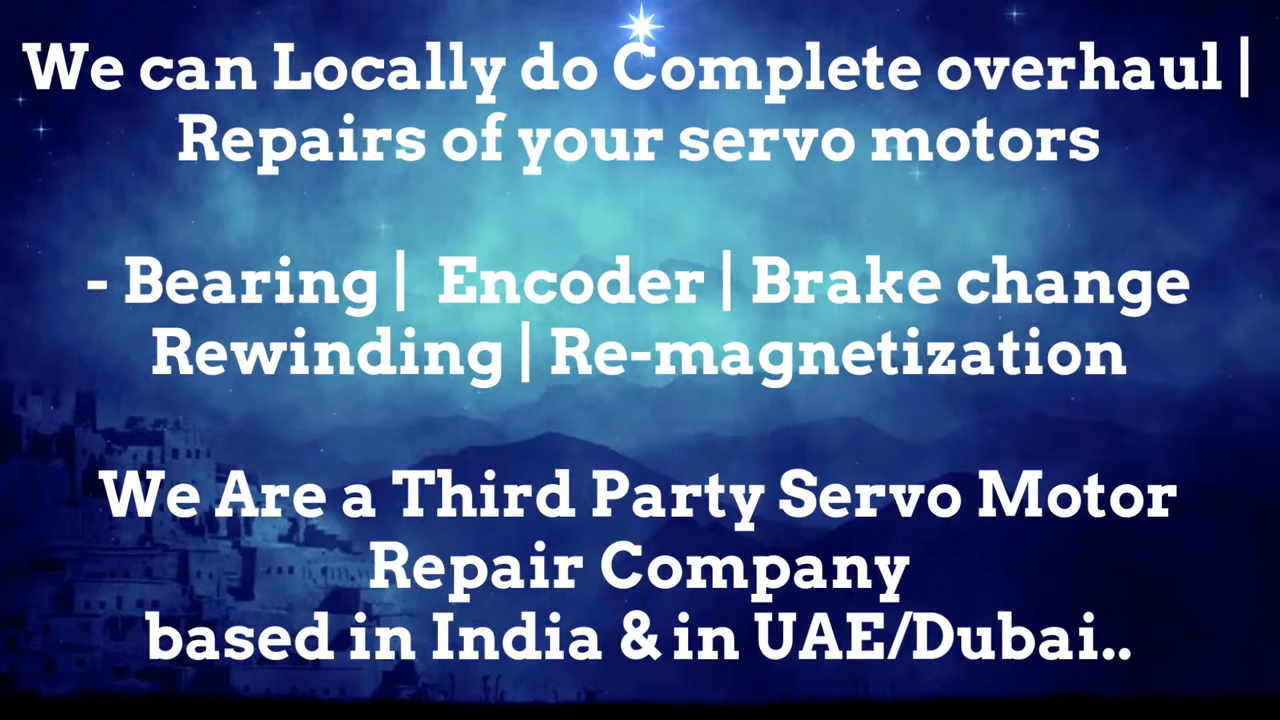 We can Locally do Complete overhaul |
Repairs of your servo motors
- Bearing | Encoder | Brake change
Rewinding | Re-magnetization
We Are a Third Party Servo Motor
Repair Company
based in India & in UAE/Dubai..